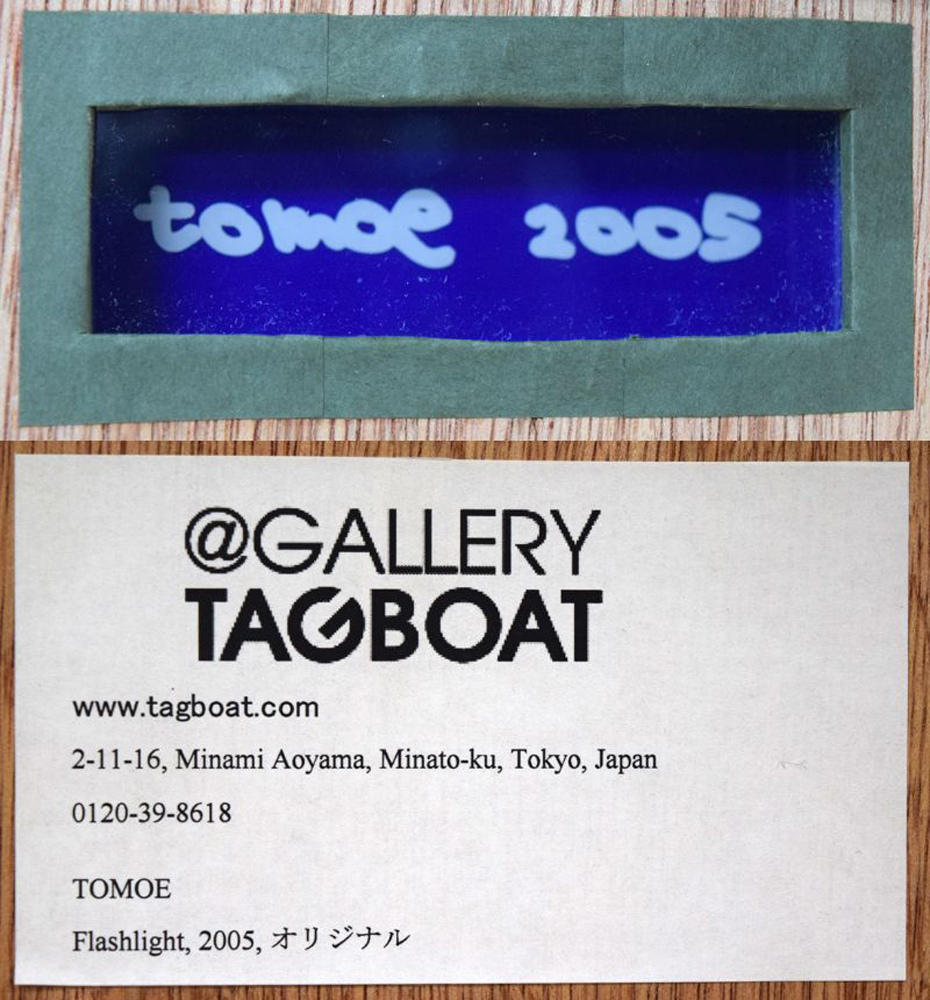 tomoe 2005
@GALLERY
TAGBOAT
www.tagboat.com
2-11-16, Minami Aoyama, Minato-ku, Tokyo, Japan
0120-39-8618
TOMOE
Flashlight, 2005, オリジナル